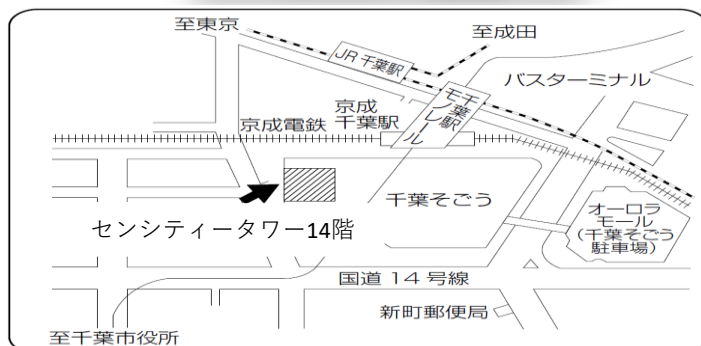 至東京
至成田
JR千葉駅
バスターミナル
千葉駅
モノレール
京成
千葉駅
京成電鉄
千葉そごう
オーロラ
モール
(千葉そごう
駐車場)
センシティータワー14階
国道14号線
新町郵便局
至千葉市役所